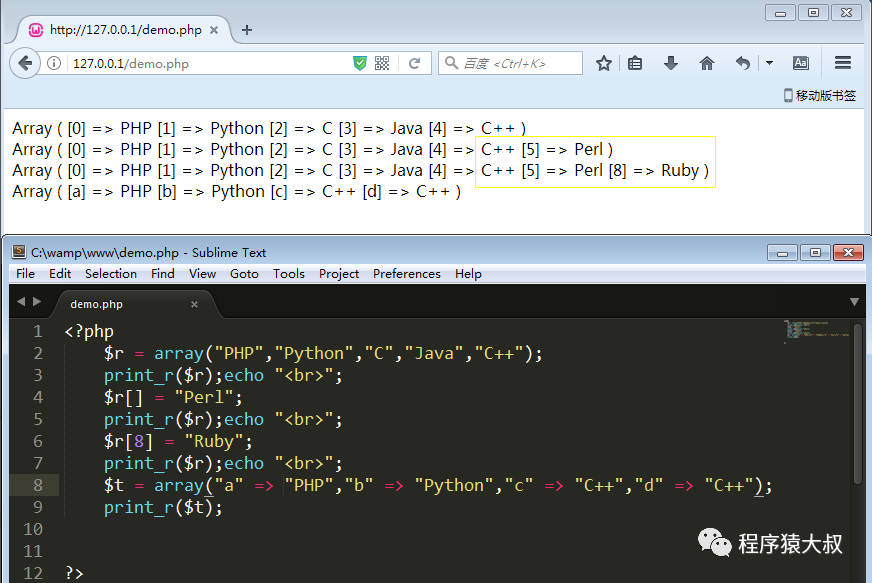 http://127.0.0.1/demo.php
127.0.0.1/demo.php
百度 <Ctrl+K>
移动版书签
Array ( [0] => PHP [1] => Python [2] => C [3] => Java [4] => C++ )
Array ( [0] => PHP [1] => Python [2] => C [3] => Java [4] => C++ [5] => Perl )
Array ( [0] => PHP [1] => Python [2] => C [3] => Java [4] => C++ [5] => Perl [8] => Ruby )
Array ( [a] => PHP [b] => Python [c] => C++ [d] => C++ )
C:\wamp\www\demo.php - Sublime Text
File Edit Selection Find View Goto Tools Project Preferences Help
demo.php
1 <?php
2 $r = array("PHP","Python","C","Java","C++");
3 print_r($r);echo "<br>";
4 $r[] = "Perl";
5 print_r($r);echo "<br>";
6 $r[8] = "Ruby";
7 print_r($r);echo "<br>";
8 $t = array("a" => "PHP","b" => "Python","c" => "C++","d" => "C++");
9 print_r($t);
10
11
12 ?>
程序猿大叔